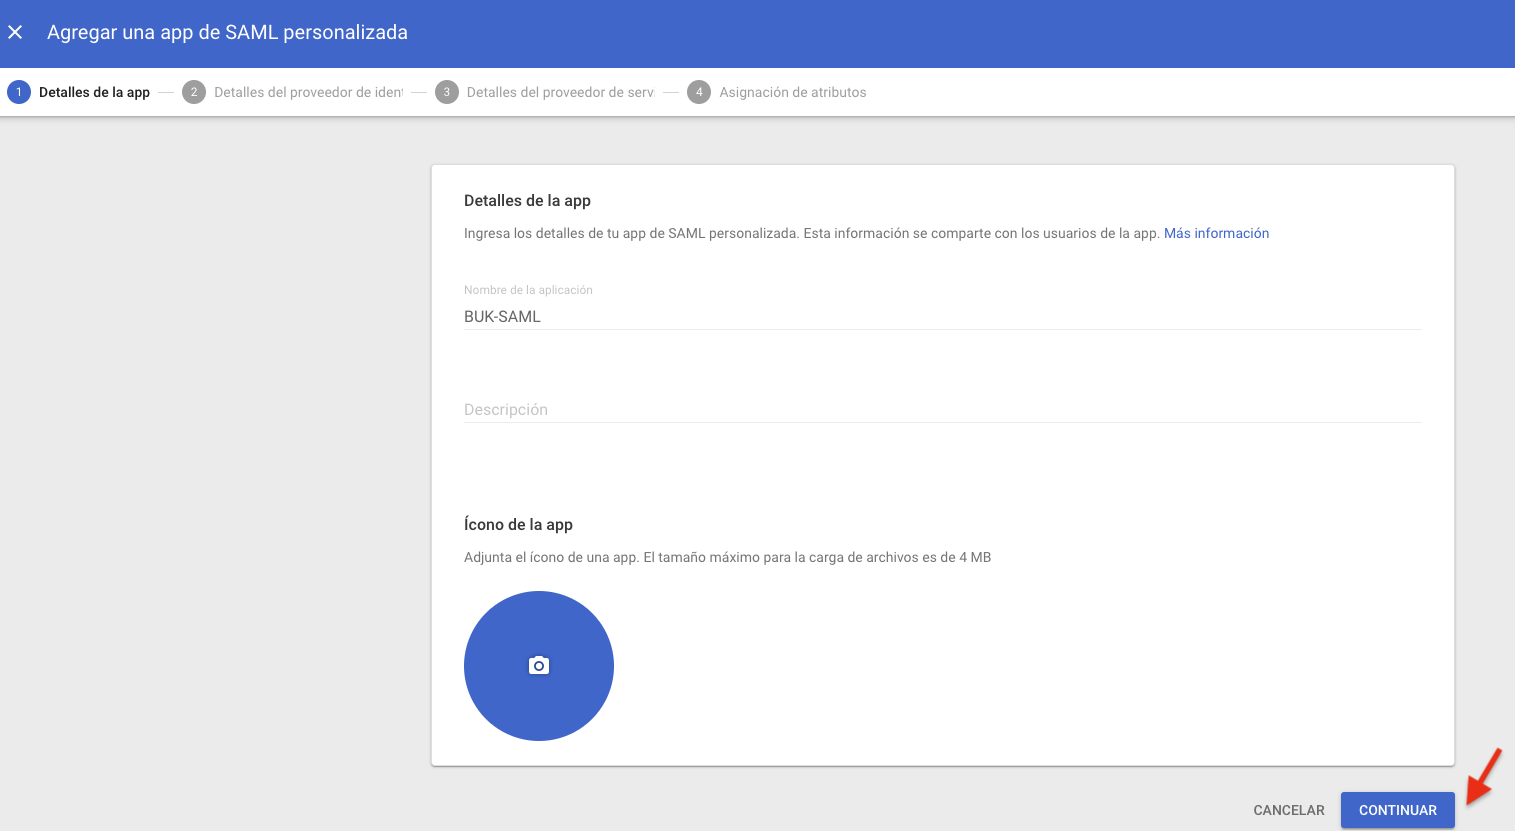 Agregar una app de SAML personalizada
1 Detalles de la app 2 Detalles del proveedor de iden 3 Detalles del proveedor de serv 4 Asignación de atributos
Detalles de la app
Ingresa los detalles de tu app de SAML personalizada. Esta información se comparte con los usuarios de la app. Más información
Nombre de la aplicación
BUK-SAML
Descripción
Ícono de la app
Adjunta el ícono de una app. El tamaño máximo para la carga de archivos es de 4 MB
CANCELAR CONTINUAR